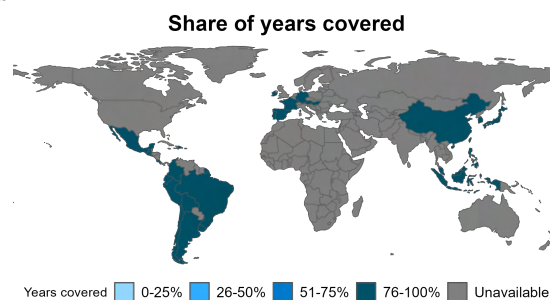 Share of years covered
Years covered 0-25% 26-50% 51-75% 76-100% Unavailable